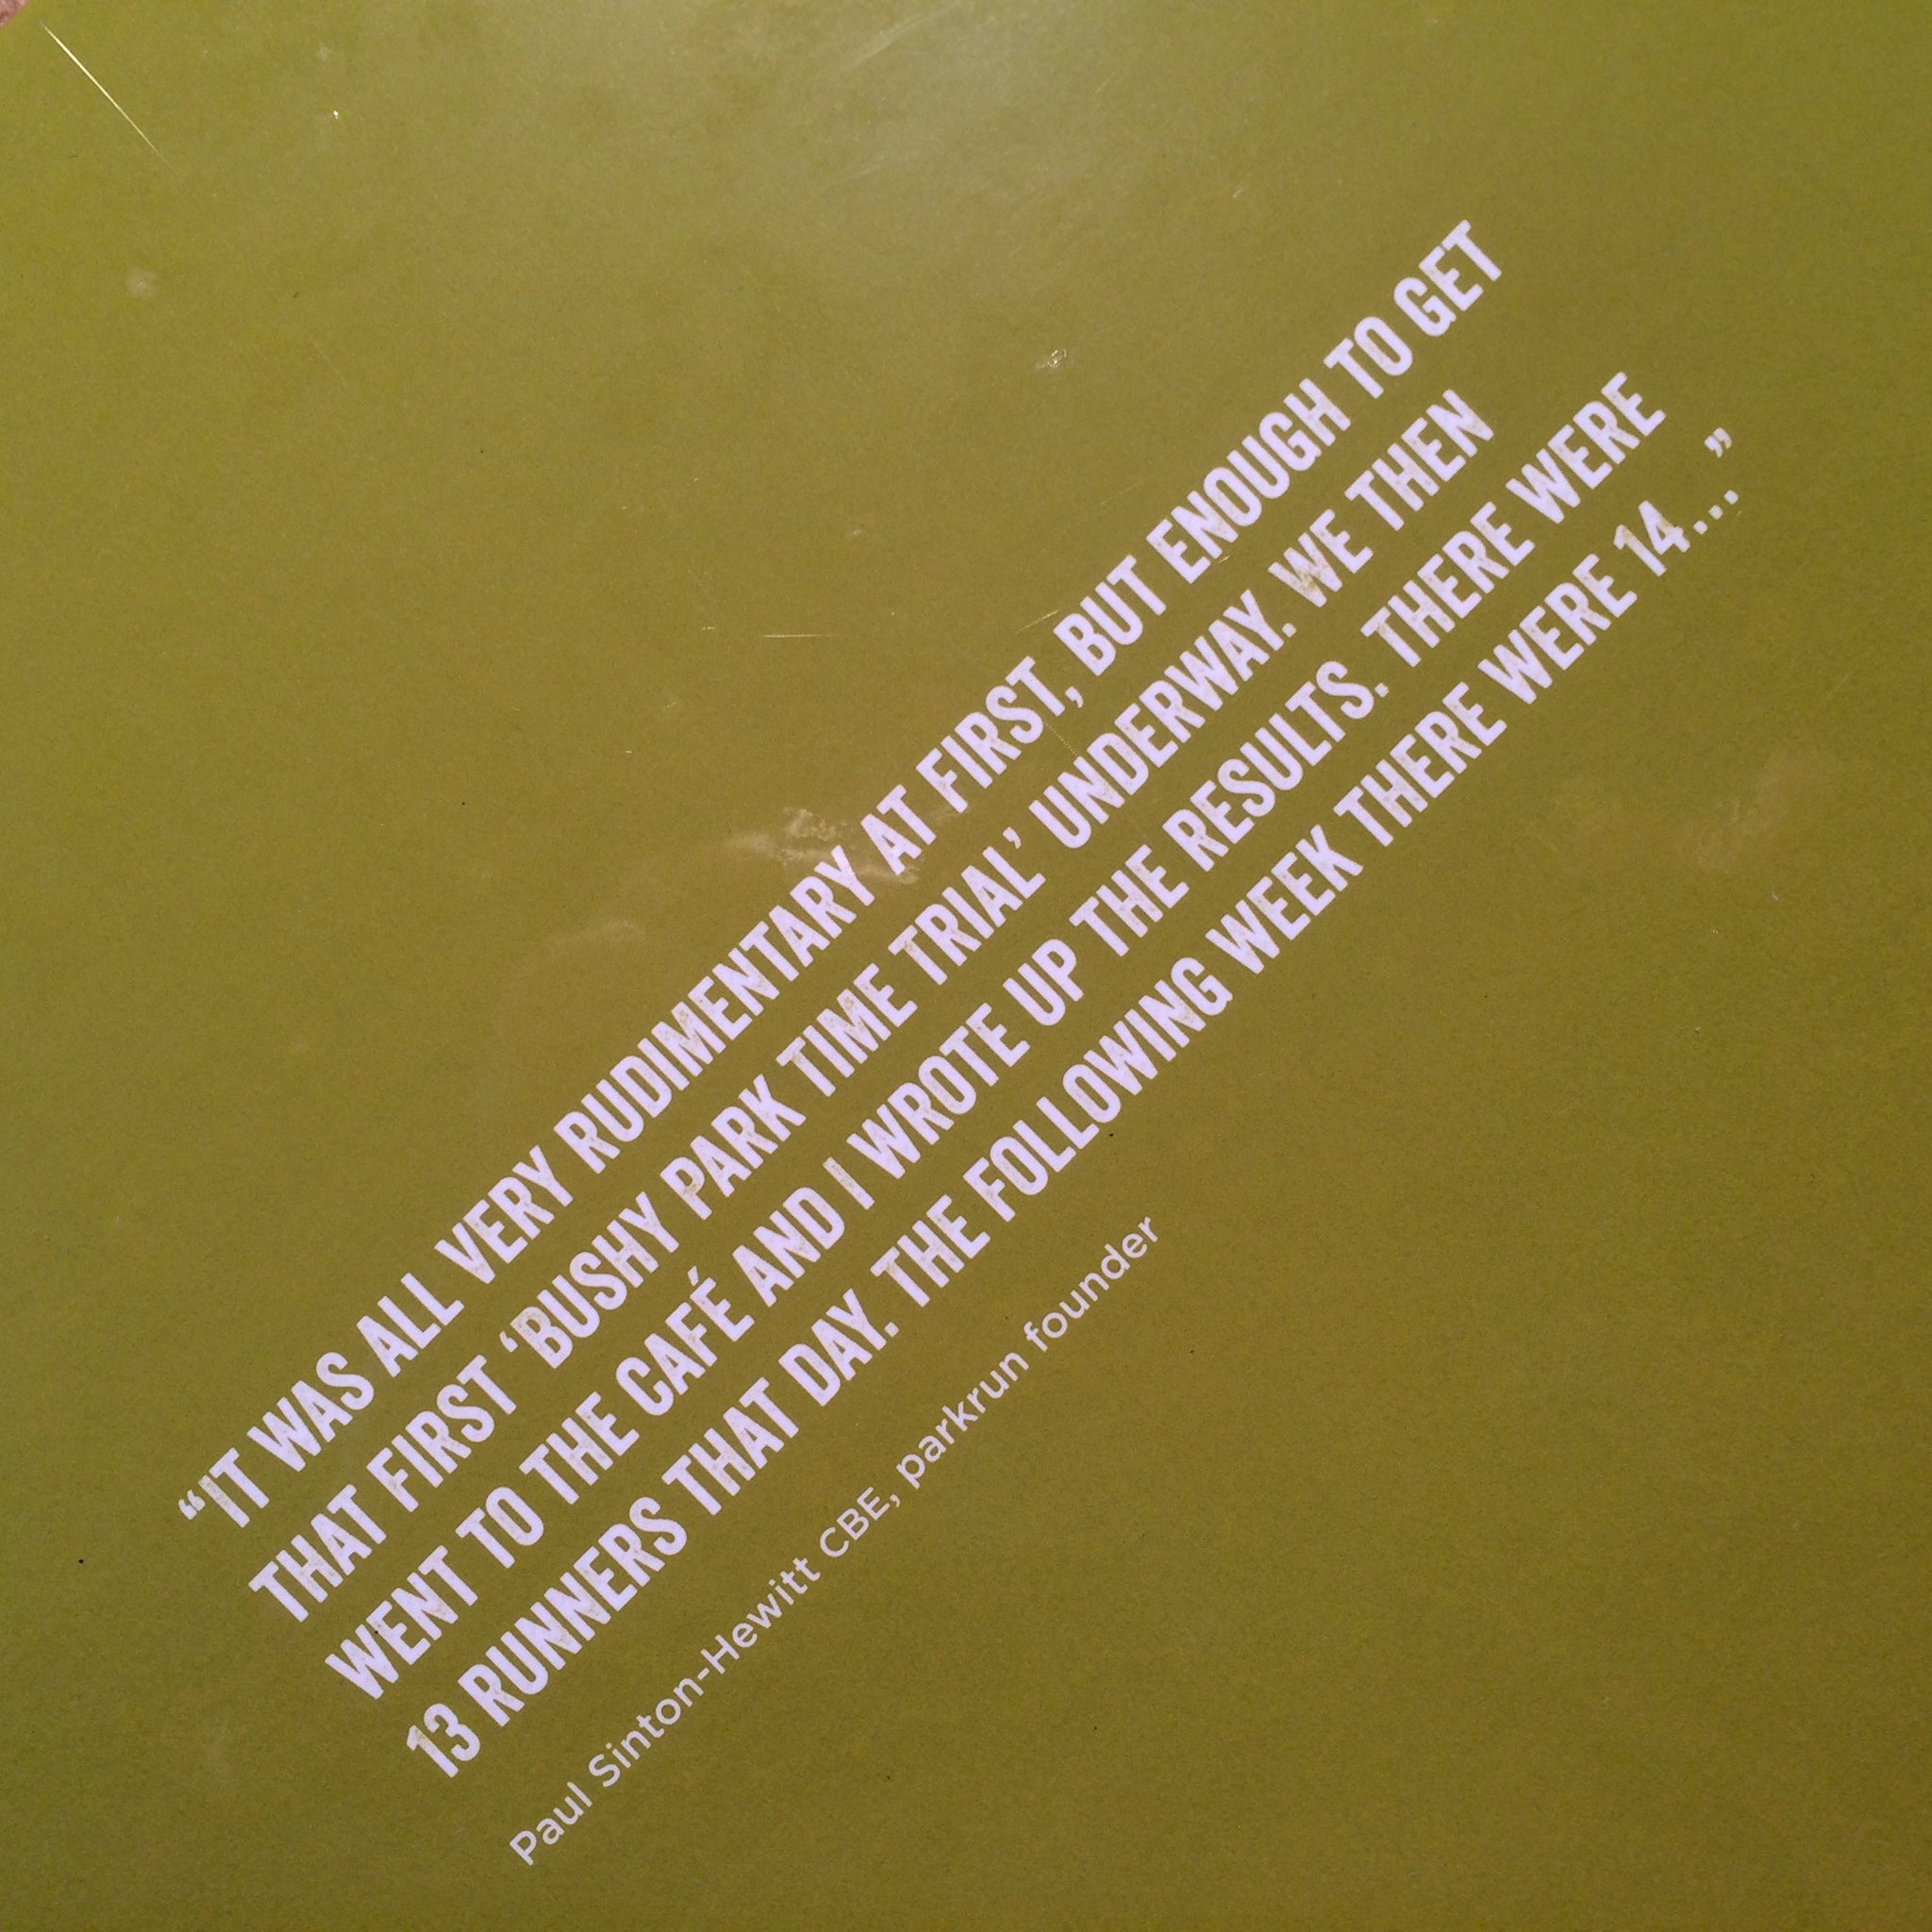 “IT WAS ALL VERY RUDIMENTARY AT FIRST, BUT ENOUGH TO GET
THAT FIRST ‘BUSHY PARK TIME TRIAL’ UNDERWAY. WE THEN
WENT TO THE CAFÉ AND I WROTE UP THE RESULTS. THERE WERE
13 RUNNERS THAT DAY. THE FOLLOWING WEEK THERE WERE 14...”
Paul Sinton-Hewitt CBE, parkrun founder